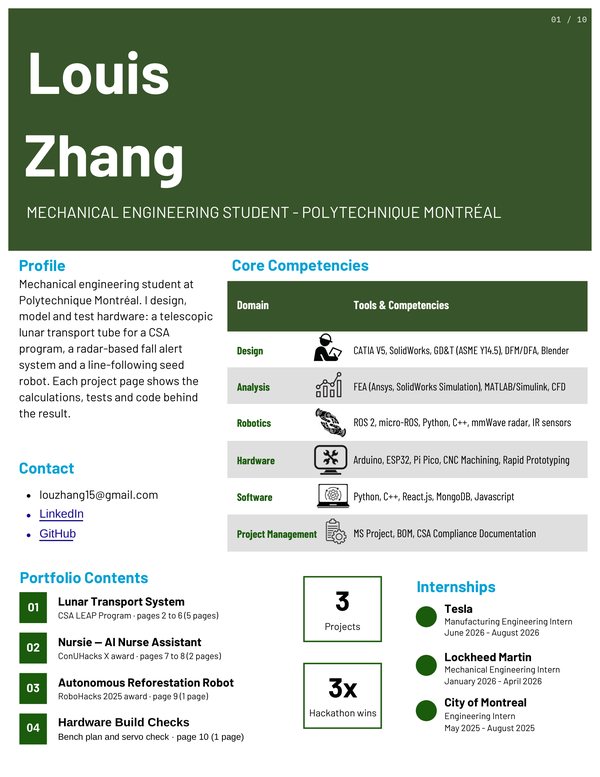 01 / 10
Louis
Zhang
MECHANICAL ENGINEERING STUDENT - POLYTECHNIQUE MONTRÉAL
Profile
Mechanical engineering student at
Polytechnique Montréal. I design,
model and test hardware: a telescopic
lunar transport tube for a CSA
program, a radar-based fall alert
system and a line-following seed
robot. Each project page shows the
calculations, tests and code behind
the result.
Contact
• louzhang15@gmail.com
• LinkedIn
• GitHub
Core Competencies
Domain Tools & Competencies
Design CATIA V5, SolidWorks, GD&T (ASME Y14.5), DFM/DFA, Blender
Analysis FEA (Ansys, SolidWorks Simulation), MATLAB/Simulink, CFD
Robotics ROS 2, micro-ROS, Python, C++, mmWave radar, IR sensors
Hardware Arduino, ESP32, Pi Pico, CNC Machining, Rapid Prototyping
Software Python, C++, React.js, MongoDB, Javascript
Project Management MS Project, BOM, CSA Compliance Documentation
Portfolio Contents
01 Lunar Transport System
CSA LEAP Program · pages 2 to 6 (5 pages)
02 Nursie — AI Nurse Assistant
ConUHacks X award · pages 7 to 8 (2 pages)
03 Autonomous Reforestation Robot
RoboHacks 2025 award · page 9 (1 page)
04 Hardware Build Checks
Bench plan and servo check · page 10 (1 page)
3
Projects
3x
Hackathon wins
Internships
Tesla
Manufacturing Engineering Intern
June 2026 - August 2026
Lockheed Martin
Mechanical Engineering Intern
January 2026 - April 2026
City of Montreal
Engineering Intern
May 2025 - August 2025